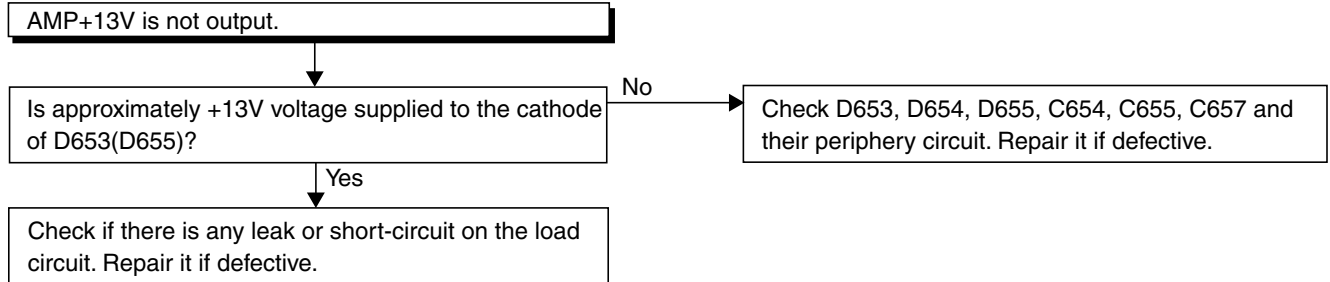 AMP+13V is not output.
Is approximately +13V voltage supplied to the cathode
of D653(D655)?
No
Check D653, D654, D655, C654, C655, C657 and
their periphery circuit. Repair it if defective.
Yes
Check if there is any leak or short-circuit on the load
circuit. Repair it if defective.